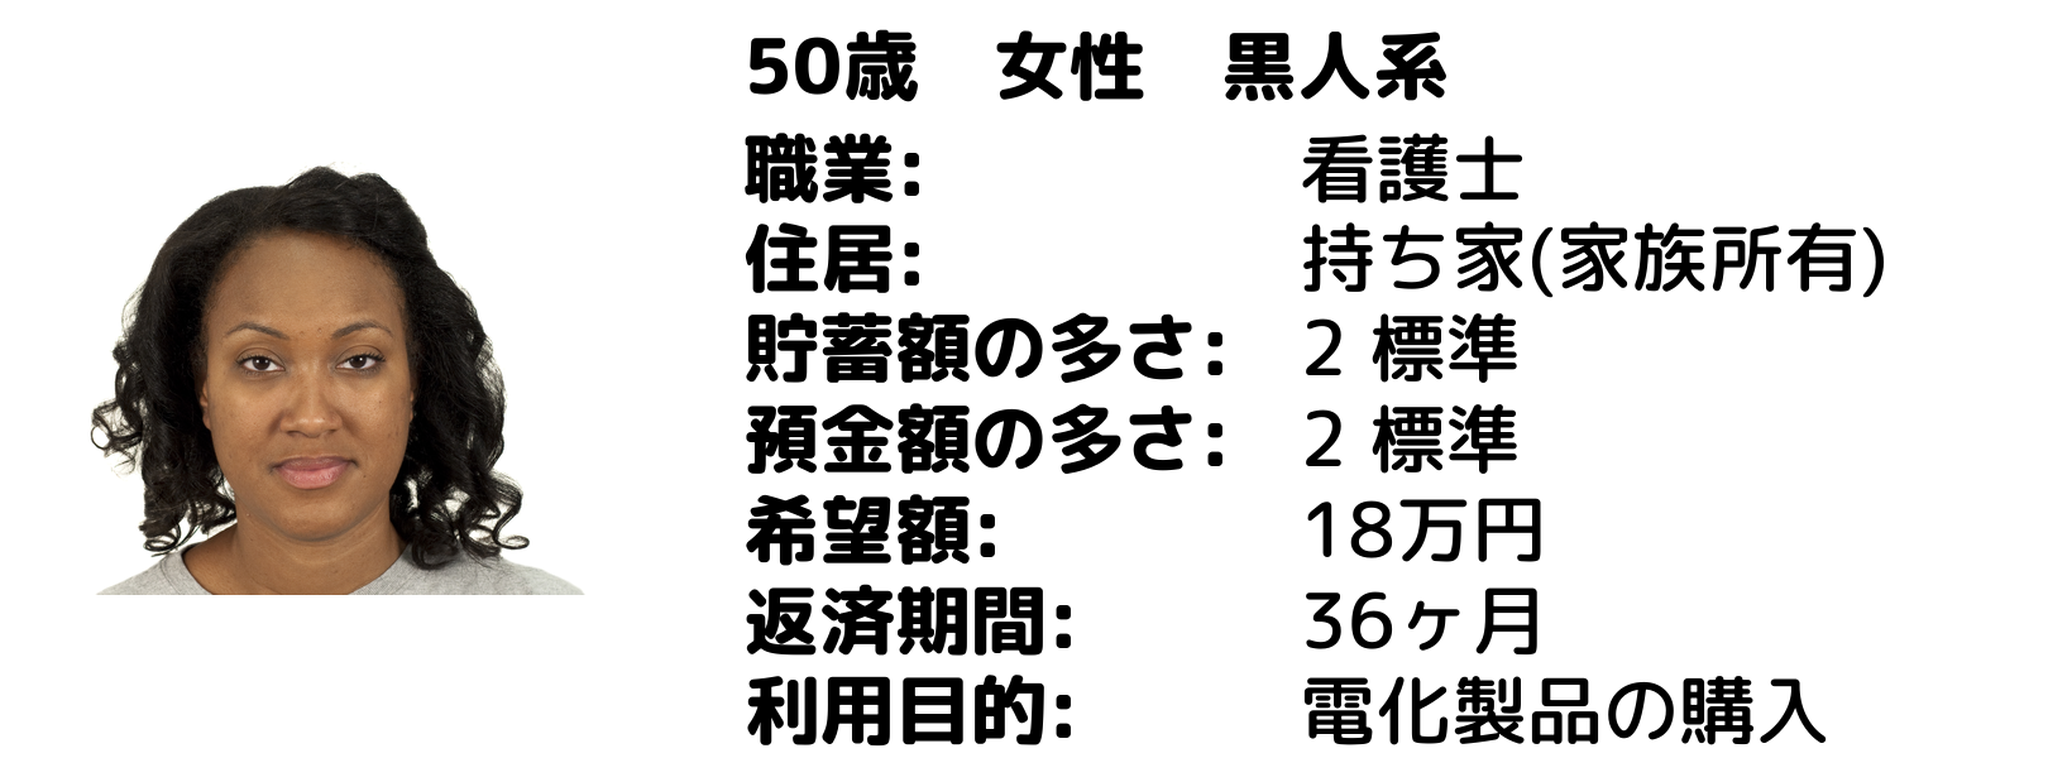 50歳　女性　黒人系
職業: 看護士
住居: 持ち家(家族所有)
貯蓄額の多さ: 2 標準
預金額の多さ: 2 標準
希望額: 18万円
返済期間: 36ヶ月
利用目的: 電化製品の購入